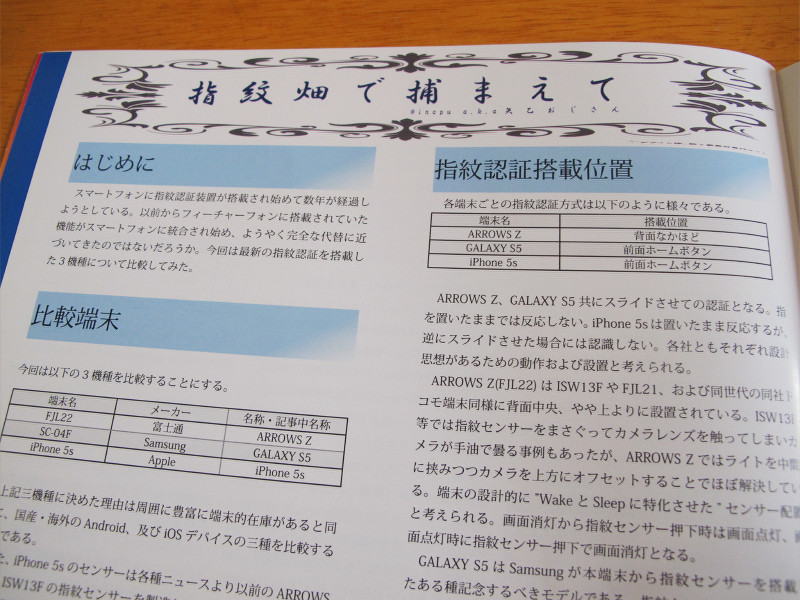 指紋畑で捕まえて
@inopu a.k.a 矢乙おじさん
はじめに
スマートフォンに指紋認証装置が搭載され始めて数年が経過し
ようとしている。以前からフィーチャーフォンに搭載されていた
機能がスマートフォンに統合され始め、ようやく完全な代替に近
づいてきたのではないだろうか。今回は最新の指紋認証を搭載し
た3機種について比較してみた。
比較端末
今回は以下の3機種を比較することにする。
端末名 メーカー 名称・記事中名称
FJL22 富士通 ARROWS Z
SC-04F Samsung GALAXY S5
iPhone 5s Apple iPhone 5s
上記三機種に決めた理由は周囲に豊富に端末的在庫があると同
、国産・海外の Android、及び iOS デバイスの三種を比較する
である。
、iPhone 5s のセンサーは各種ニュースより以前の ARROWS
ISW13F の指紋センサーを製造
指紋認証搭載位置
各端末ごとの指紋認証方式は以下のように様々である。
端末名 搭載位置
ARROWS Z 背面なかほど
GALAXY S5 前面ホームボタン
iPhone 5s 前面ホームボタン
ARROWS Z、GALAXY S5 共にスライドさせての認証となる。指
を置いたままでは反応しない。iPhone 5s は置いたまま反応するが、
逆にスライドさせた場合には認識しない。各社ともそれぞれ設計
思想があるための動作および設置と考えられる。
ARROWS Z(FJL22) は ISW13F や FJL21、および同世代の同社ド
コモ端末同様に背面中央、やや上よりに設置されている。ISW13F
等では指紋センサーをまさぐってカメラレンズを触ってしまいカ
メラが手油で曇る事例もあったが、ARROWS Z ではライトを中間
に挟みつつカメラを上方にオフセットすることでほぼ解決してい
る。端末の設計的に "Wake と Sleep に特化させた " センサー配置
と考えられる。画面消灯から指紋センサー押下時は画面点灯、画
面点灯時に指紋センサー押下で画面消灯となる。
GALAXY S5 は Samsung が本端末から指紋センサーを搭載
たある種記念するべきモデルである。